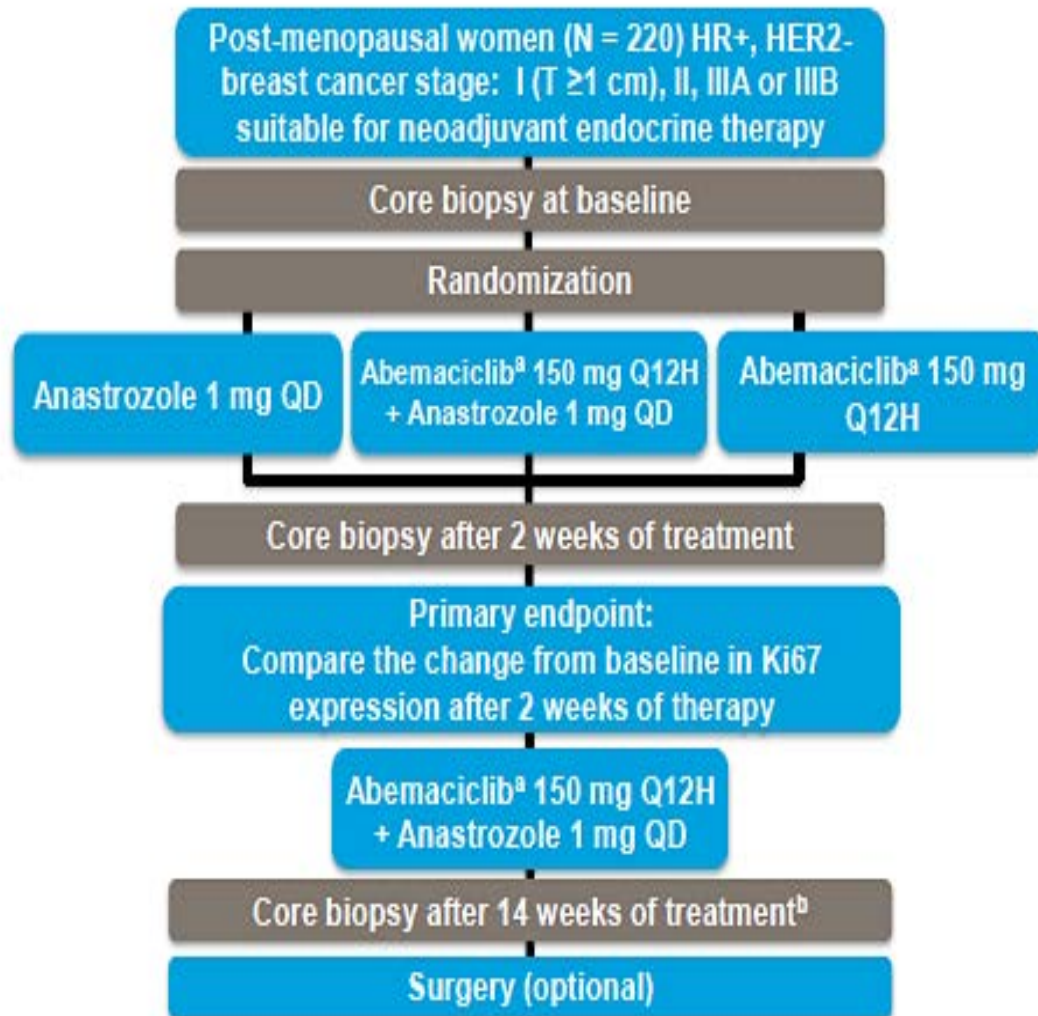 Post-menopausal women (N = 220) HR+, HER2-
breast cancer stage: I (T ≥1 cm), II, IIIA or IIIB
suitable for neoadjuvant endocrine therapy
Core biopsy at baseline
Randomization
Anastrozole 1 mg QD
Abemaciclibᵃ 150 mg Q12H
+ Anastrozole 1 mg QD
Abemaciclibᵃ 150 mg
Q12H
Core biopsy after 2 weeks of treatment
Primary endpoint:
Compare the change from baseline in Ki67
expression after 2 weeks of therapy
Abemaciclibᵃ 150 mg Q12H
+ Anastrozole 1 mg QD
Core biopsy after 14 weeks of treatmentᵇ
Surgery (optional)